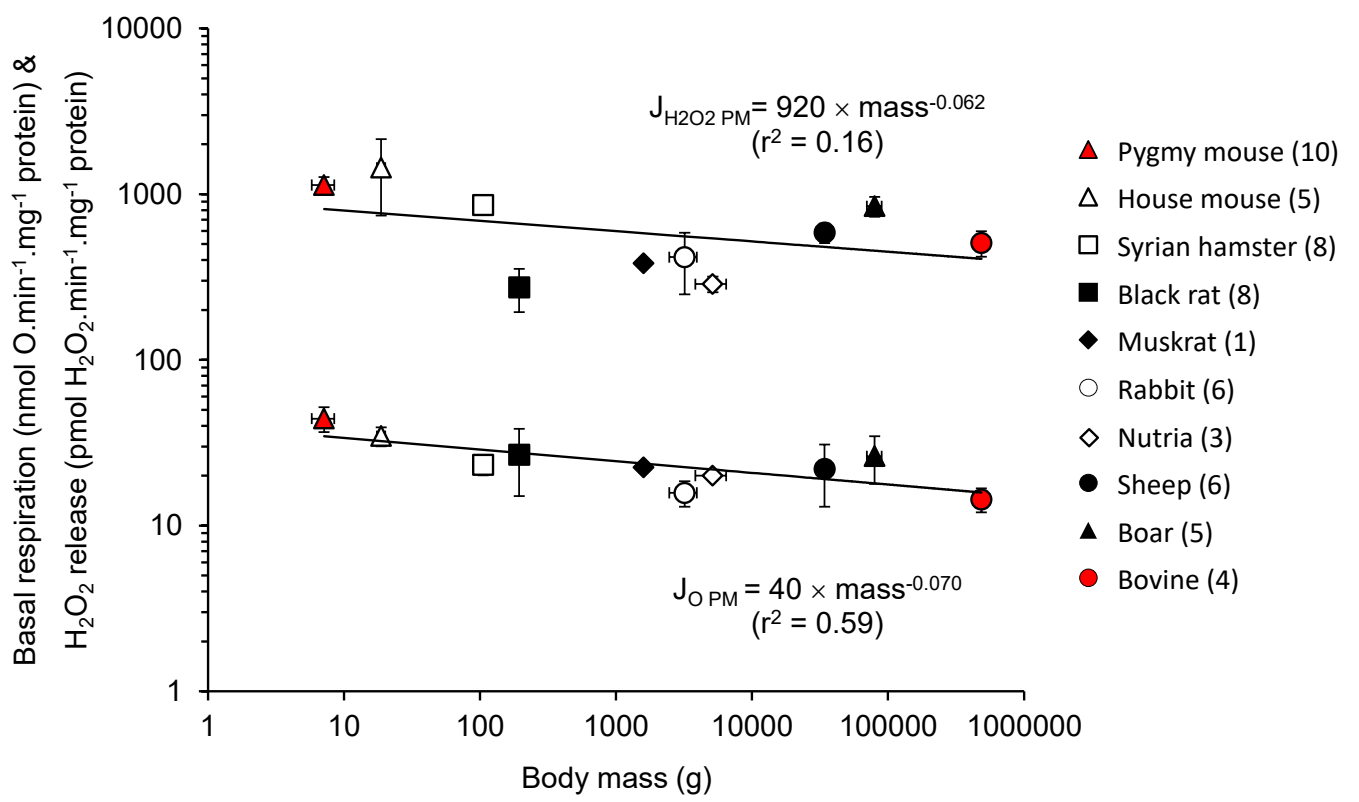 Basal respiration (nmol O.min⁻¹.mg⁻¹ protein) &
H₂O₂ release (pmol H₂O₂.min⁻¹.mg⁻¹ protein)
10000
1000
100
10
1
J_H2O2 PM= 920 × mass⁻⁰·⁰⁶²
(r² = 0.16)
J_O PM = 40 × mass⁻⁰·⁰⁷⁰
(r² = 0.59)
1 10 100 1000 10000 100000 1000000
Body mass (g)
Pygmy mouse (10)
House mouse (5)
Syrian hamster (8)
Black rat (8)
Muskrat (1)
Rabbit (6)
Nutria (3)
Sheep (6)
Boar (5)
Bovine (4)